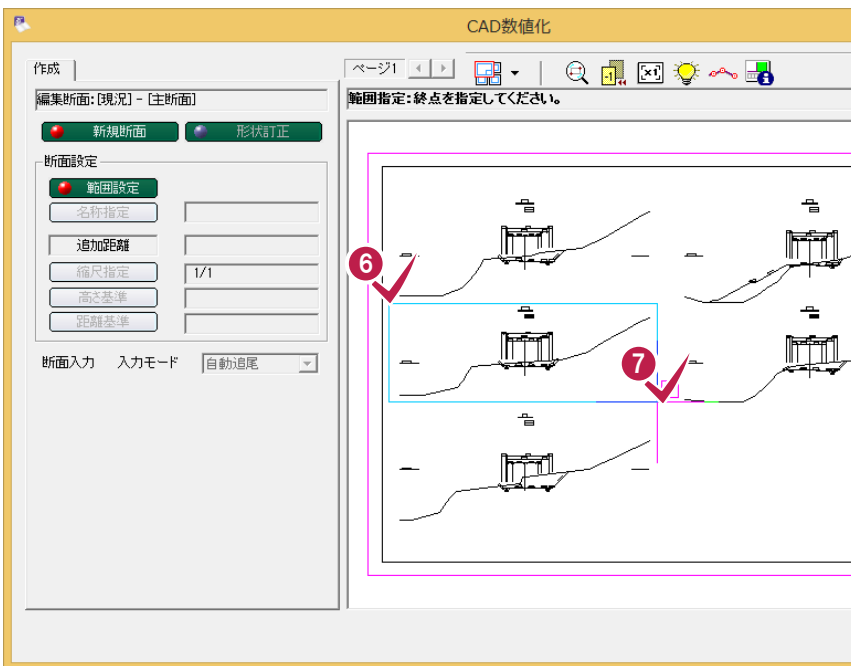 CAD数値化
作成
編集断面:[現況] - [主断面]
新規断面
形状訂正
断面設定
範囲設定
名称指定
追加距離
縮尺指定
1/1
高さ基準
距離基準
断面入力 入力モード 自動追尾
ページ1
-1
×1
範囲指定:終点を指定してください。
6
7